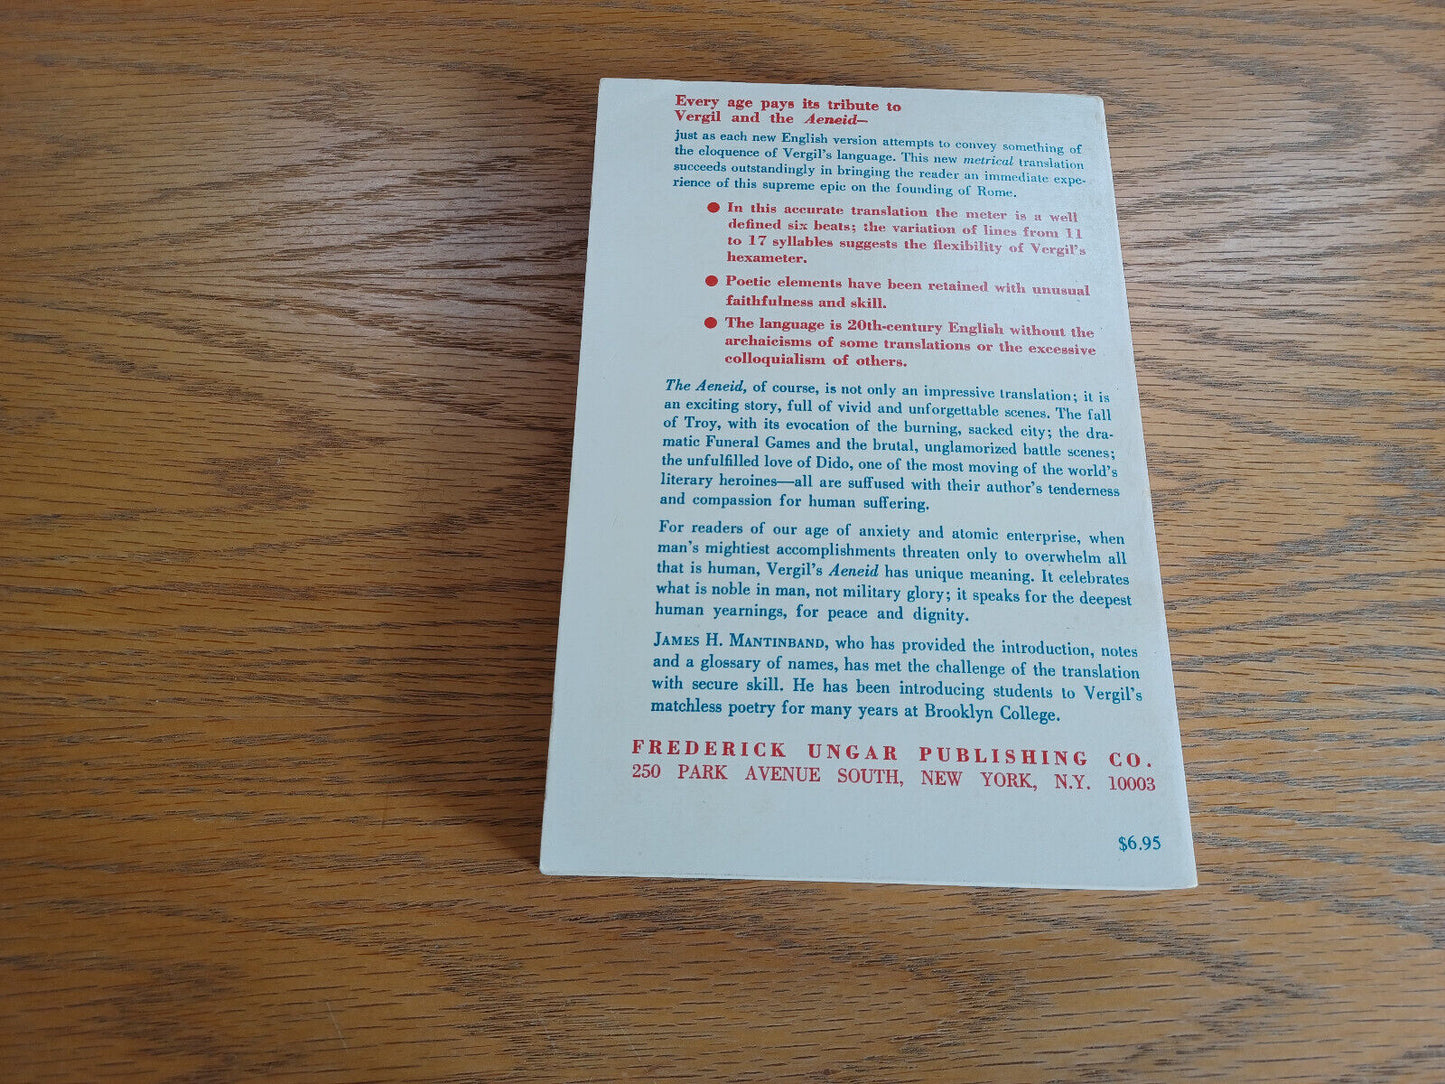 Every age pays its tribute to
Vergil and the Aeneid—
just as each new English version attempts to convey something of
the eloquence of Vergil's language. This new metrical translation
succeeds outstandingly in bringing the reader an immediate expe-
rience of this supreme epic on the founding of Rome.
● In this accurate translation the meter is a well
defined six beats; the variation of lines from 11
to 17 syllables suggests the flexibility of Vergil's
hexameter.
● Poetic elements have been retained with unusual
faithfulness and skill.
● The language is 20th-century English without the
archaicisms of some translations or the excessive
colloquialism of others.
The Aeneid, of course, is not only an impressive translation; it is
an exciting story, full of vivid and unforgettable scenes. The fall
of Troy, with its evocation of the burning, sacked city; the dra-
matic Funeral Games and the brutal, unglamorized battle scenes;
the unfulfilled love of Dido, one of the most moving of the world's
literary heroines—all are suffused with their author's tenderness
and compassion for human suffering.
For readers of our age of anxiety and atomic enterprise, when
man's mightiest accomplishments threaten only to overwhelm all
that is human, Vergil's Aeneid has unique meaning. It celebrates
what is noble in man, not military glory; it speaks for the deepest
human yearnings, for peace and dignity.
JAMES H. MANTINBAND, who has provided the introduction, notes
and a glossary of names, has met the challenge of the translation
with secure skill. He has been introducing students to Vergil's
matchless poetry for many years at Brooklyn College.
FREDERICK UNGAR PUBLISHING CO.
250 PARK AVENUE SOUTH, NEW YORK, N.Y. 10003
$6.95